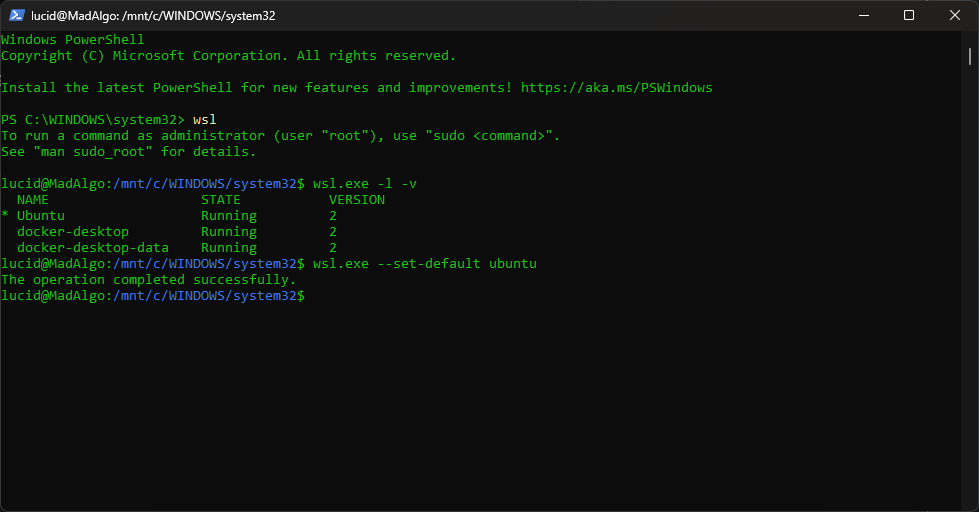 lucid@MadAlgo: /mnt/c/WINDOWS/system32
Windows PowerShell
Copyright (C) Microsoft Corporation. All rights reserved.
Install the latest PowerShell for new features and improvements! https://aka.ms/PSWindows
PS C:\WINDOWS\system32> wsl
To run a command as administrator (user "root"), use "sudo <command>".
See "man sudo_root" for details.
lucid@MadAlgo:/mnt/c/WINDOWS/system32$ wsl.exe -l -v
  NAME                   STATE           VERSION
* Ubuntu                 Running         2
  docker-desktop         Running         2
  docker-desktop-data    Running         2
lucid@MadAlgo:/mnt/c/WINDOWS/system32$ wsl.exe --set-default ubuntu
The operation completed successfully.
lucid@MadAlgo:/mnt/c/WINDOWS/system32$